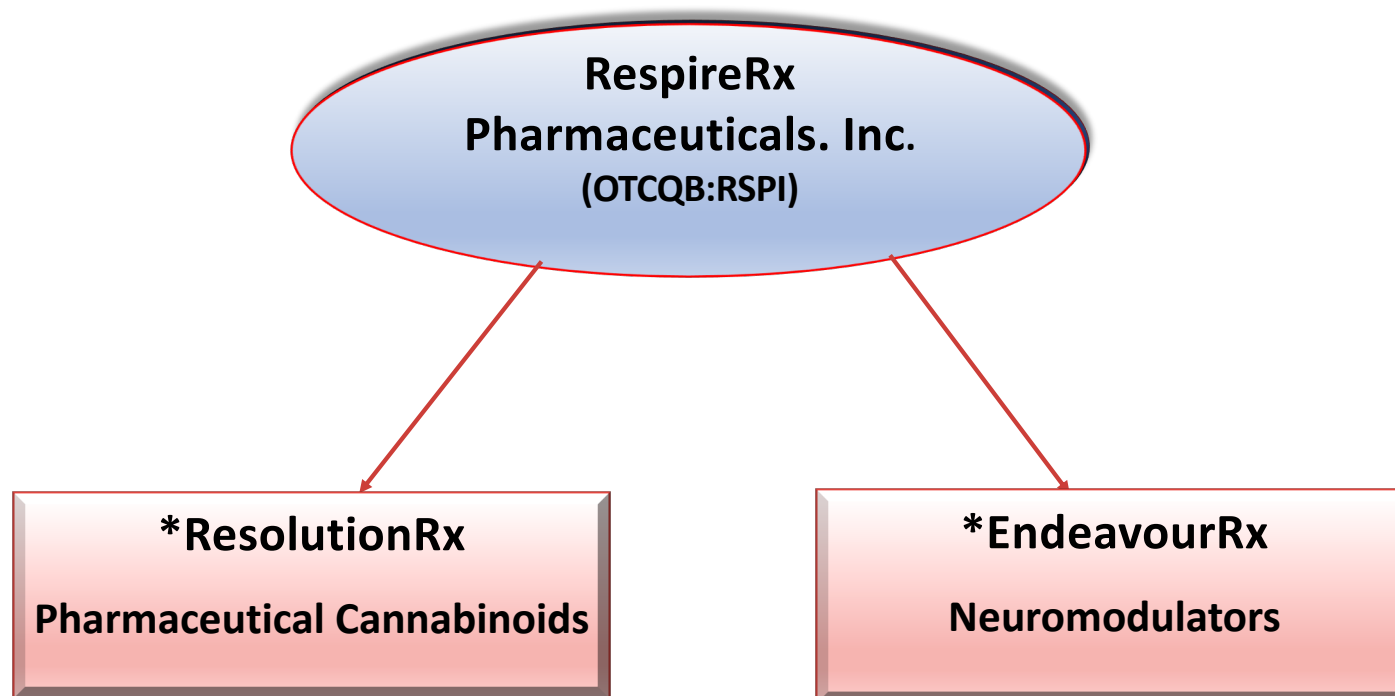 RespireRx
Pharmaceuticals. Inc.
(OTCQB:RSPI)
*ResolutionRx
Pharmaceutical Cannabinoids
*EndeavourRx
Neuromodulators